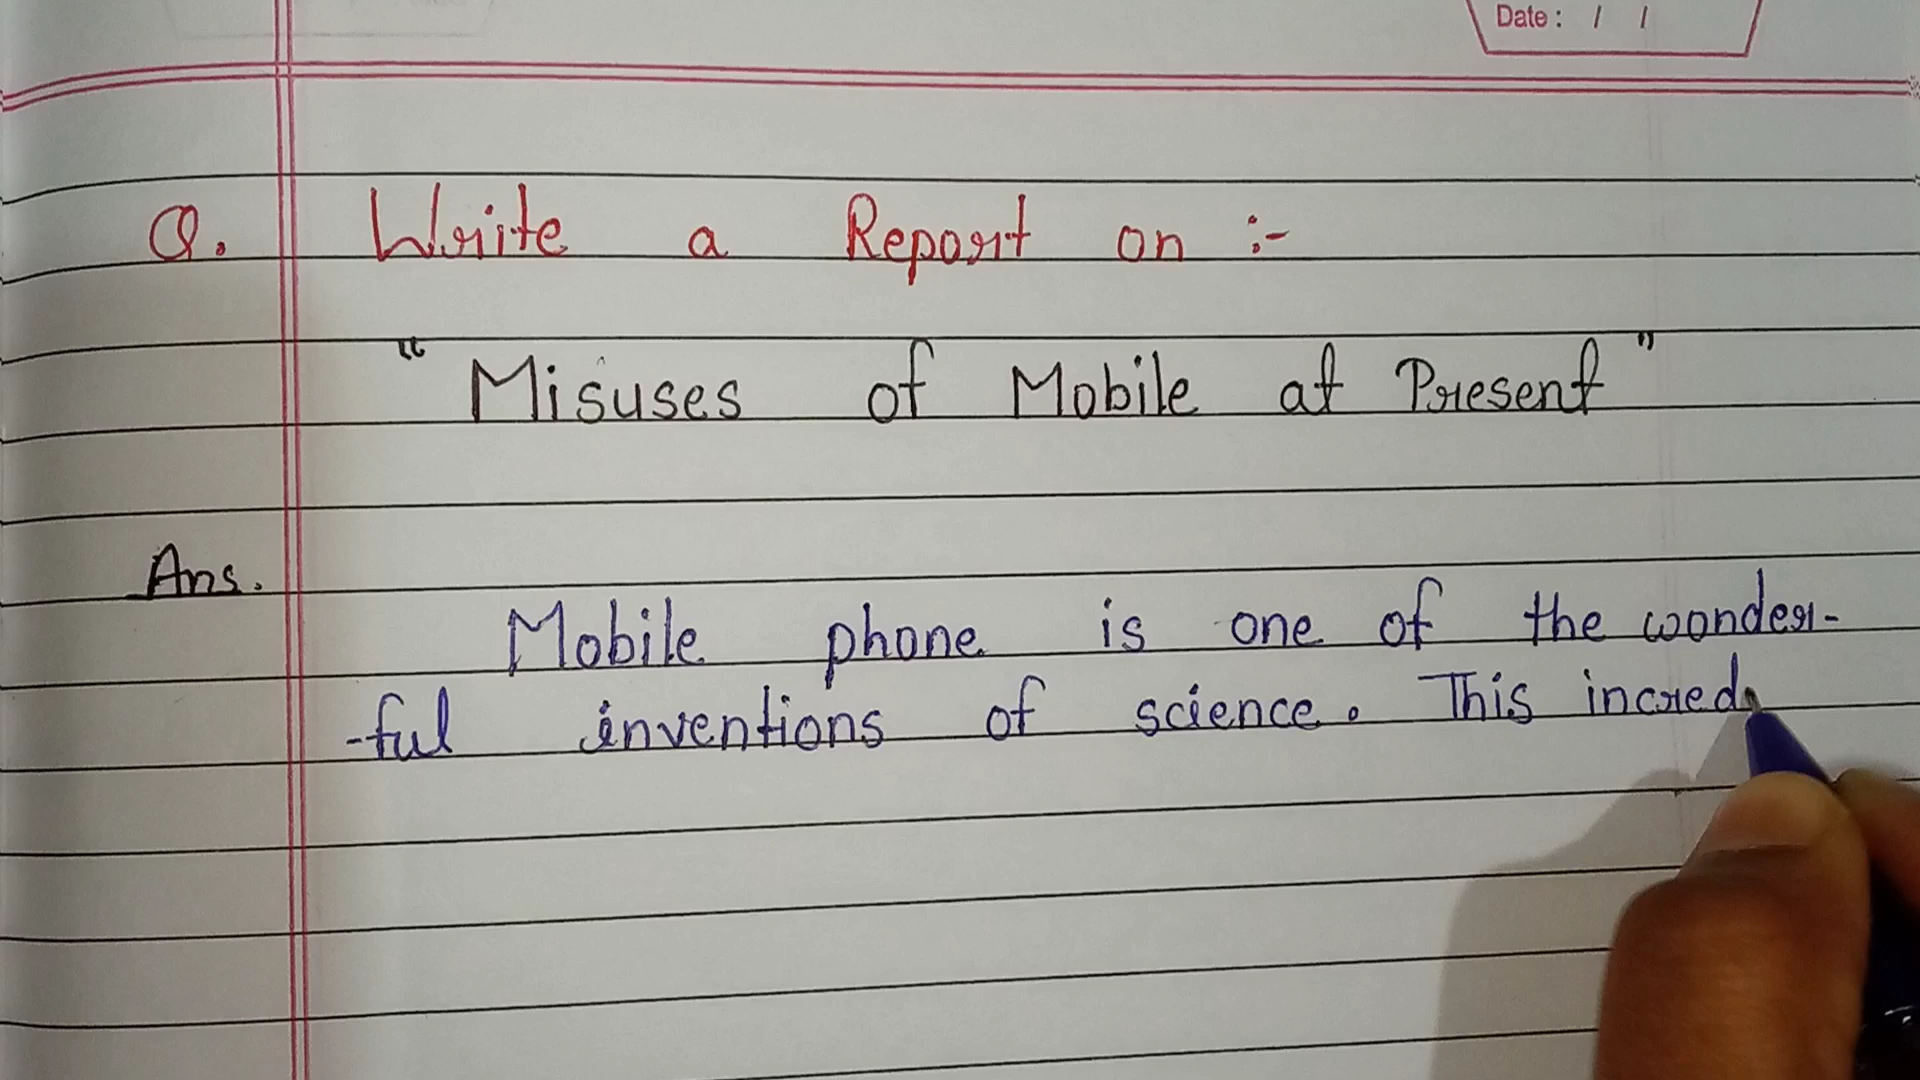 Date : / /
Q. Write a Report on :-
"Misuses of Mobile at Present"
Ans.
Mobile phone is one of the wonder-
-ful inventions of science. This incred